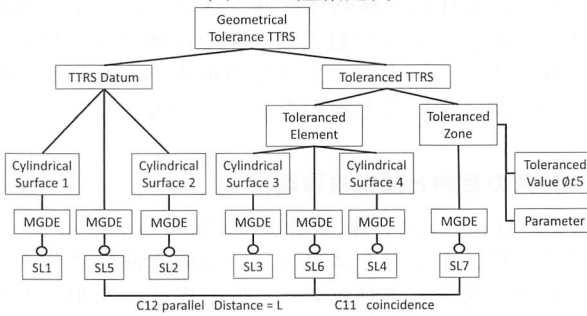 Geometrical
Tolerance TTRS
TTRS Datum
Toleranced TTRS
Toleranced
Element
Toleranced
Zone
Cylindrical
Surface 1
Cylindrical
Surface 2
Cylindrical
Surface 3
Cylindrical
Surface 4
Toleranced
Value Øt5
MGDE
MGDE
MGDE
MGDE
MGDE
MGDE
MGDE
Parameter
SL1
SL5
SL2
SL3
SL6
SL4
SL7
C12 parallel Distance = L
C11 coincidence